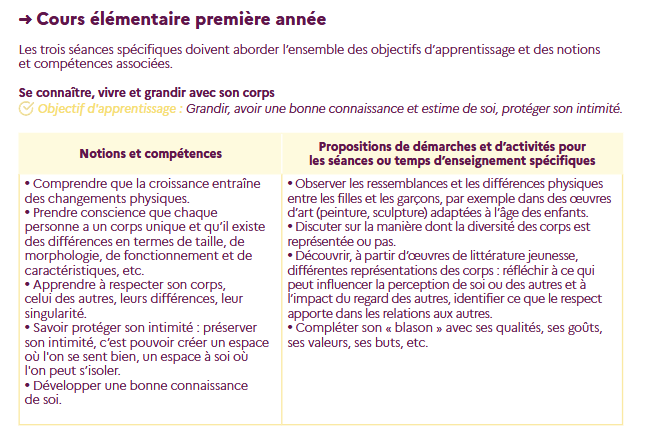 → Cours élémentaire première année
Les trois séances spécifiques doivent aborder l'ensemble des objectifs d'apprentissage et des notions
et compétences associées.
Se connaître, vivre et grandir avec son corps
Objectif d'apprentissage : Grandir, avoir une bonne connaissance et estime de soi, protéger son intimité.
Notions et compétences
• Comprendre que la croissance entraîne
des changements physiques.
• Prendre conscience que chaque
personne a un corps unique et qu'il existe
des différences en termes de taille, de
morphologie, de fonctionnement et de
caractéristiques, etc.
• Apprendre à respecter son corps,
celui des autres, leurs différences, leur
singularité.
• Savoir protéger son intimité : préserver
son intimité, c'est pouvoir créer un espace
où l'on se sent bien, un espace à soi où
l'on peut s'isoler.
• Développer une bonne connaissance
de soi.
Propositions de démarches et d'activités pour
les séances ou temps d'enseignement spécifiques
• Observer les ressemblances et les différences physiques
entre les filles et les garçons, par exemple dans des œuvres
d'art (peinture, sculpture) adaptées à l'âge des enfants.
• Discuter sur la manière dont la diversité des corps est
représentée ou pas.
• Découvrir, à partir d'œuvres de littérature jeunesse,
différentes représentations des corps : réfléchir à ce qui
peut influencer la perception de soi ou des autres et à
l'impact du regard des autres, identifier ce que le respect
apporte dans les relations aux autres.
• Compléter son « blason » avec ses qualités, ses goûts,
ses valeurs, ses buts, etc.